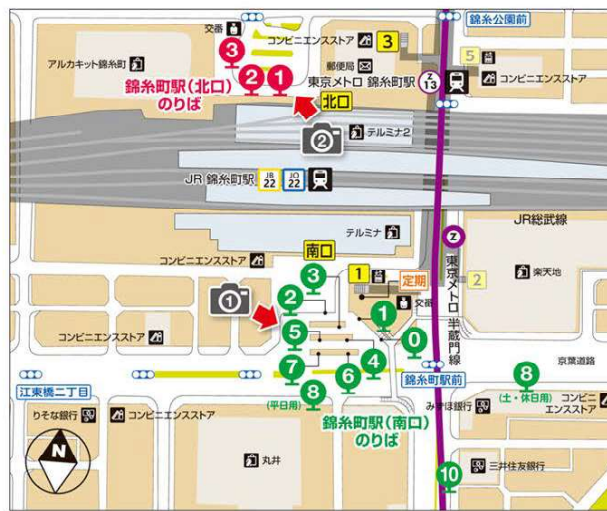 錦糸公園前
交番
コンビニエンスストア
3
3
アルカキット錦糸町
郵便局
5
コンビニエンスストア
2
1
東京メトロ 錦糸町駅
Z
13
錦糸町駅(北口)
のりば
北口
テルミナ2
2
JR 錦糸町駅
JB
22
JO
22
JR総武線
テルミナ
Z
東京メトロ 半蔵門線
コンビニエンスストア
南口
3
1
定期
2
楽天地
1
2
交番
1
コンビニエンスストア
5
0
京葉道路
7
6
4
錦糸町駅前
8
江東橋二丁目
8
(平日用)
(土・休日用)
コンビニ
エンスストア
りそな銀行
コンビニエンスストア
錦糸町駅(南口)
のりば
みずほ銀行
N
丸井
三井住友銀行
10